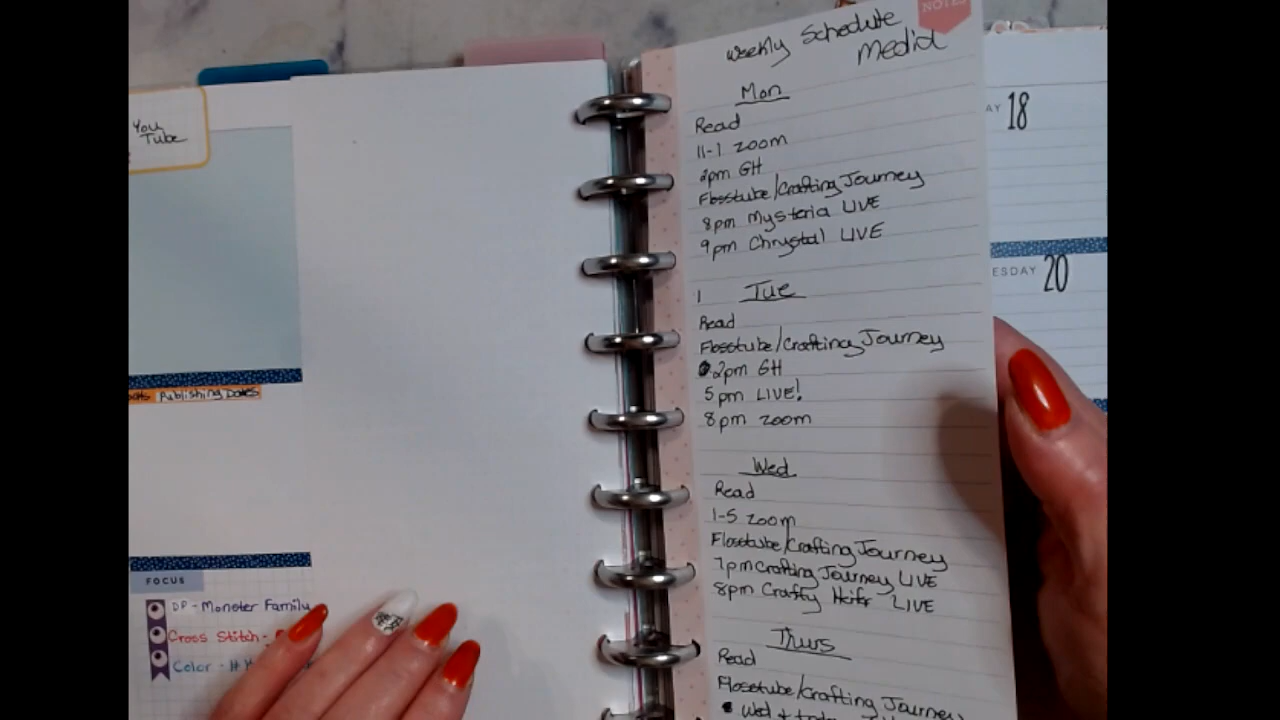 You
Tube
Publishing Dates
FOCUS
DP - Monster Family
Cross Stitch -
Color - H
NOTES
Weekly Schedule
Media
Mon
Read
11-1 zoom
2pm GH
Flosstube/Crafting Journey
8pm Mysteria LIVE
9pm Chrystal LIVE
Tue
Read
Flosstube/Crafting Journey
2pm GH
5pm LIVE!
8pm zoom
Wed
Read
1-5 zoom
Flosstube/Crafting Journey
7pm Crafting Journey LIVE
8pm Crafty LIVE
Thurs
Read
Flosstube/Crafting Journey
Wed +
AY 18
ESDAY 20